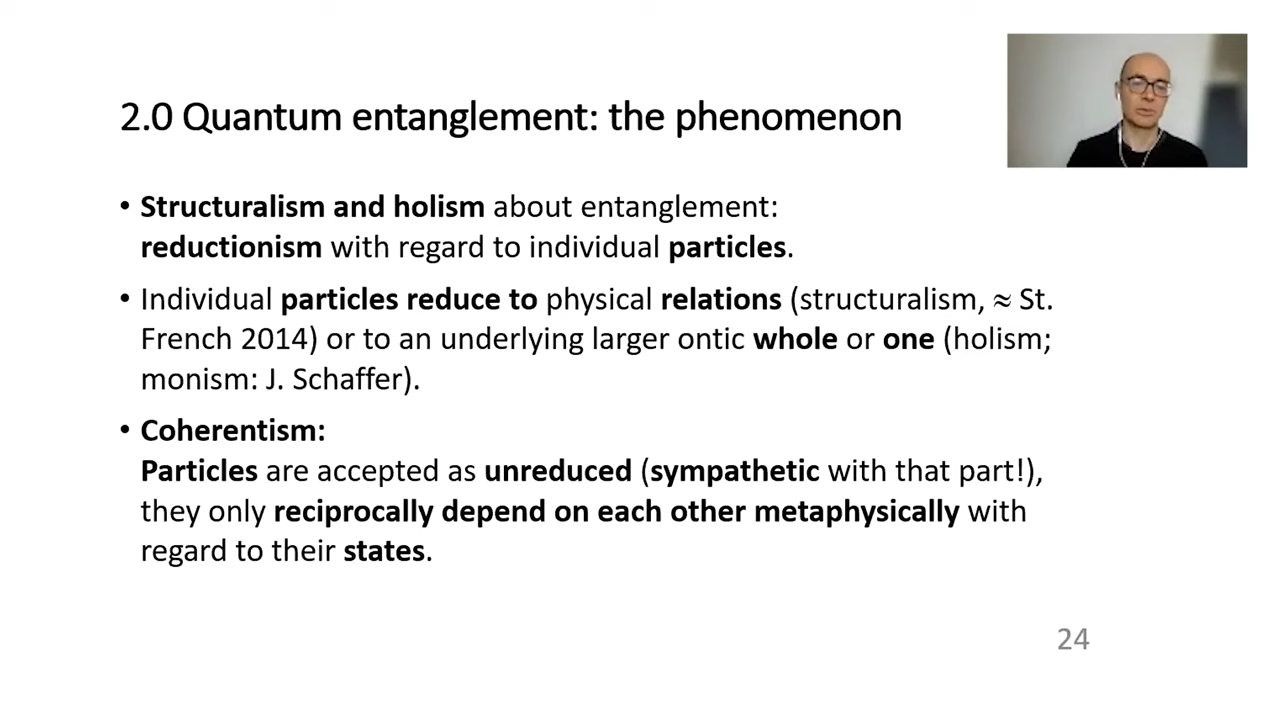 2.0 Quantum entanglement: the phenomenon
• Structuralism and holism about entanglement:
reductionism with regard to individual particles.
• Individual particles reduce to physical relations (structuralism, ≈ St.
French 2014) or to an underlying larger ontic whole or one (holism;
monism: J. Schaffer).
• Coherentism:
Particles are accepted as unreduced (sympathetic with that part!),
they only reciprocally depend on each other metaphysically with
regard to their states.
24